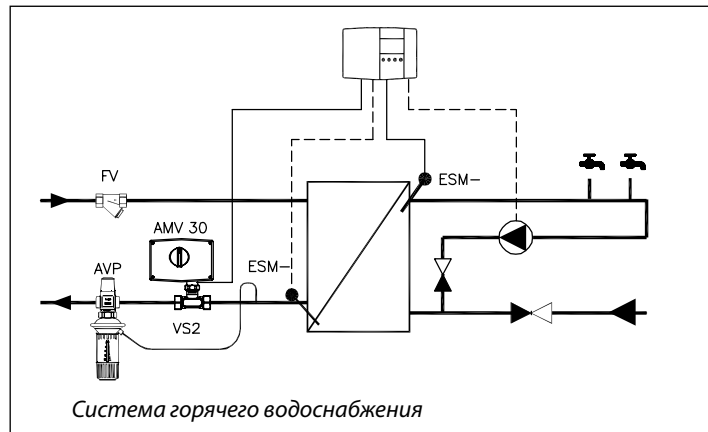 FV
ESM-
AMV 30
AVP
ESM-
VS2
Система горячего водоснабжения